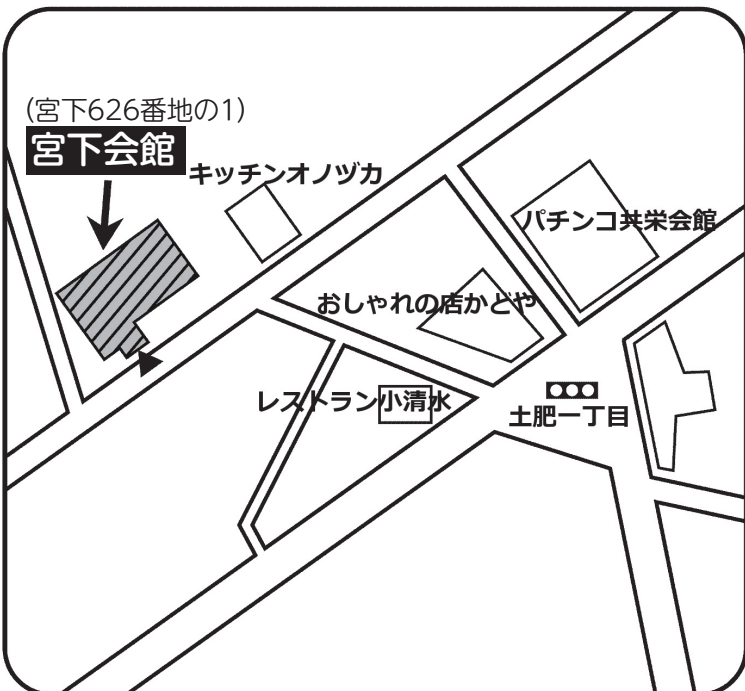 (宮下626番地の1)
宮下会館
キッチンオノヅカ
パチンコ共栄会館
おしゃれの店かどや
レストラン小清水
土肥一丁目